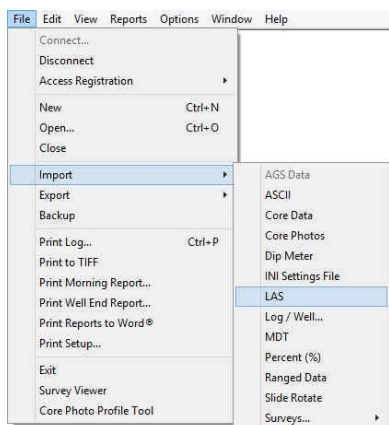 File Edit View Reports Options Window Help
Connect...
Disconnect
Access Registration
New Ctrl+N
Open... Ctrl+O
Close
Import
Export
Backup
Print Log... Ctrl+P
Print to TIFF
Print Morning Report...
Print Well End Report...
Print Reports to Word®
Print Setup...
Exit
Survey Viewer
Core Photo Profile Tool
AGS Data
ASCII
Core Data
Core Photos
Dip Meter
INI Settings File
LAS
Log / Well...
MDT
Percent (%)
Ranged Data
Slide Rotate
Surveys...